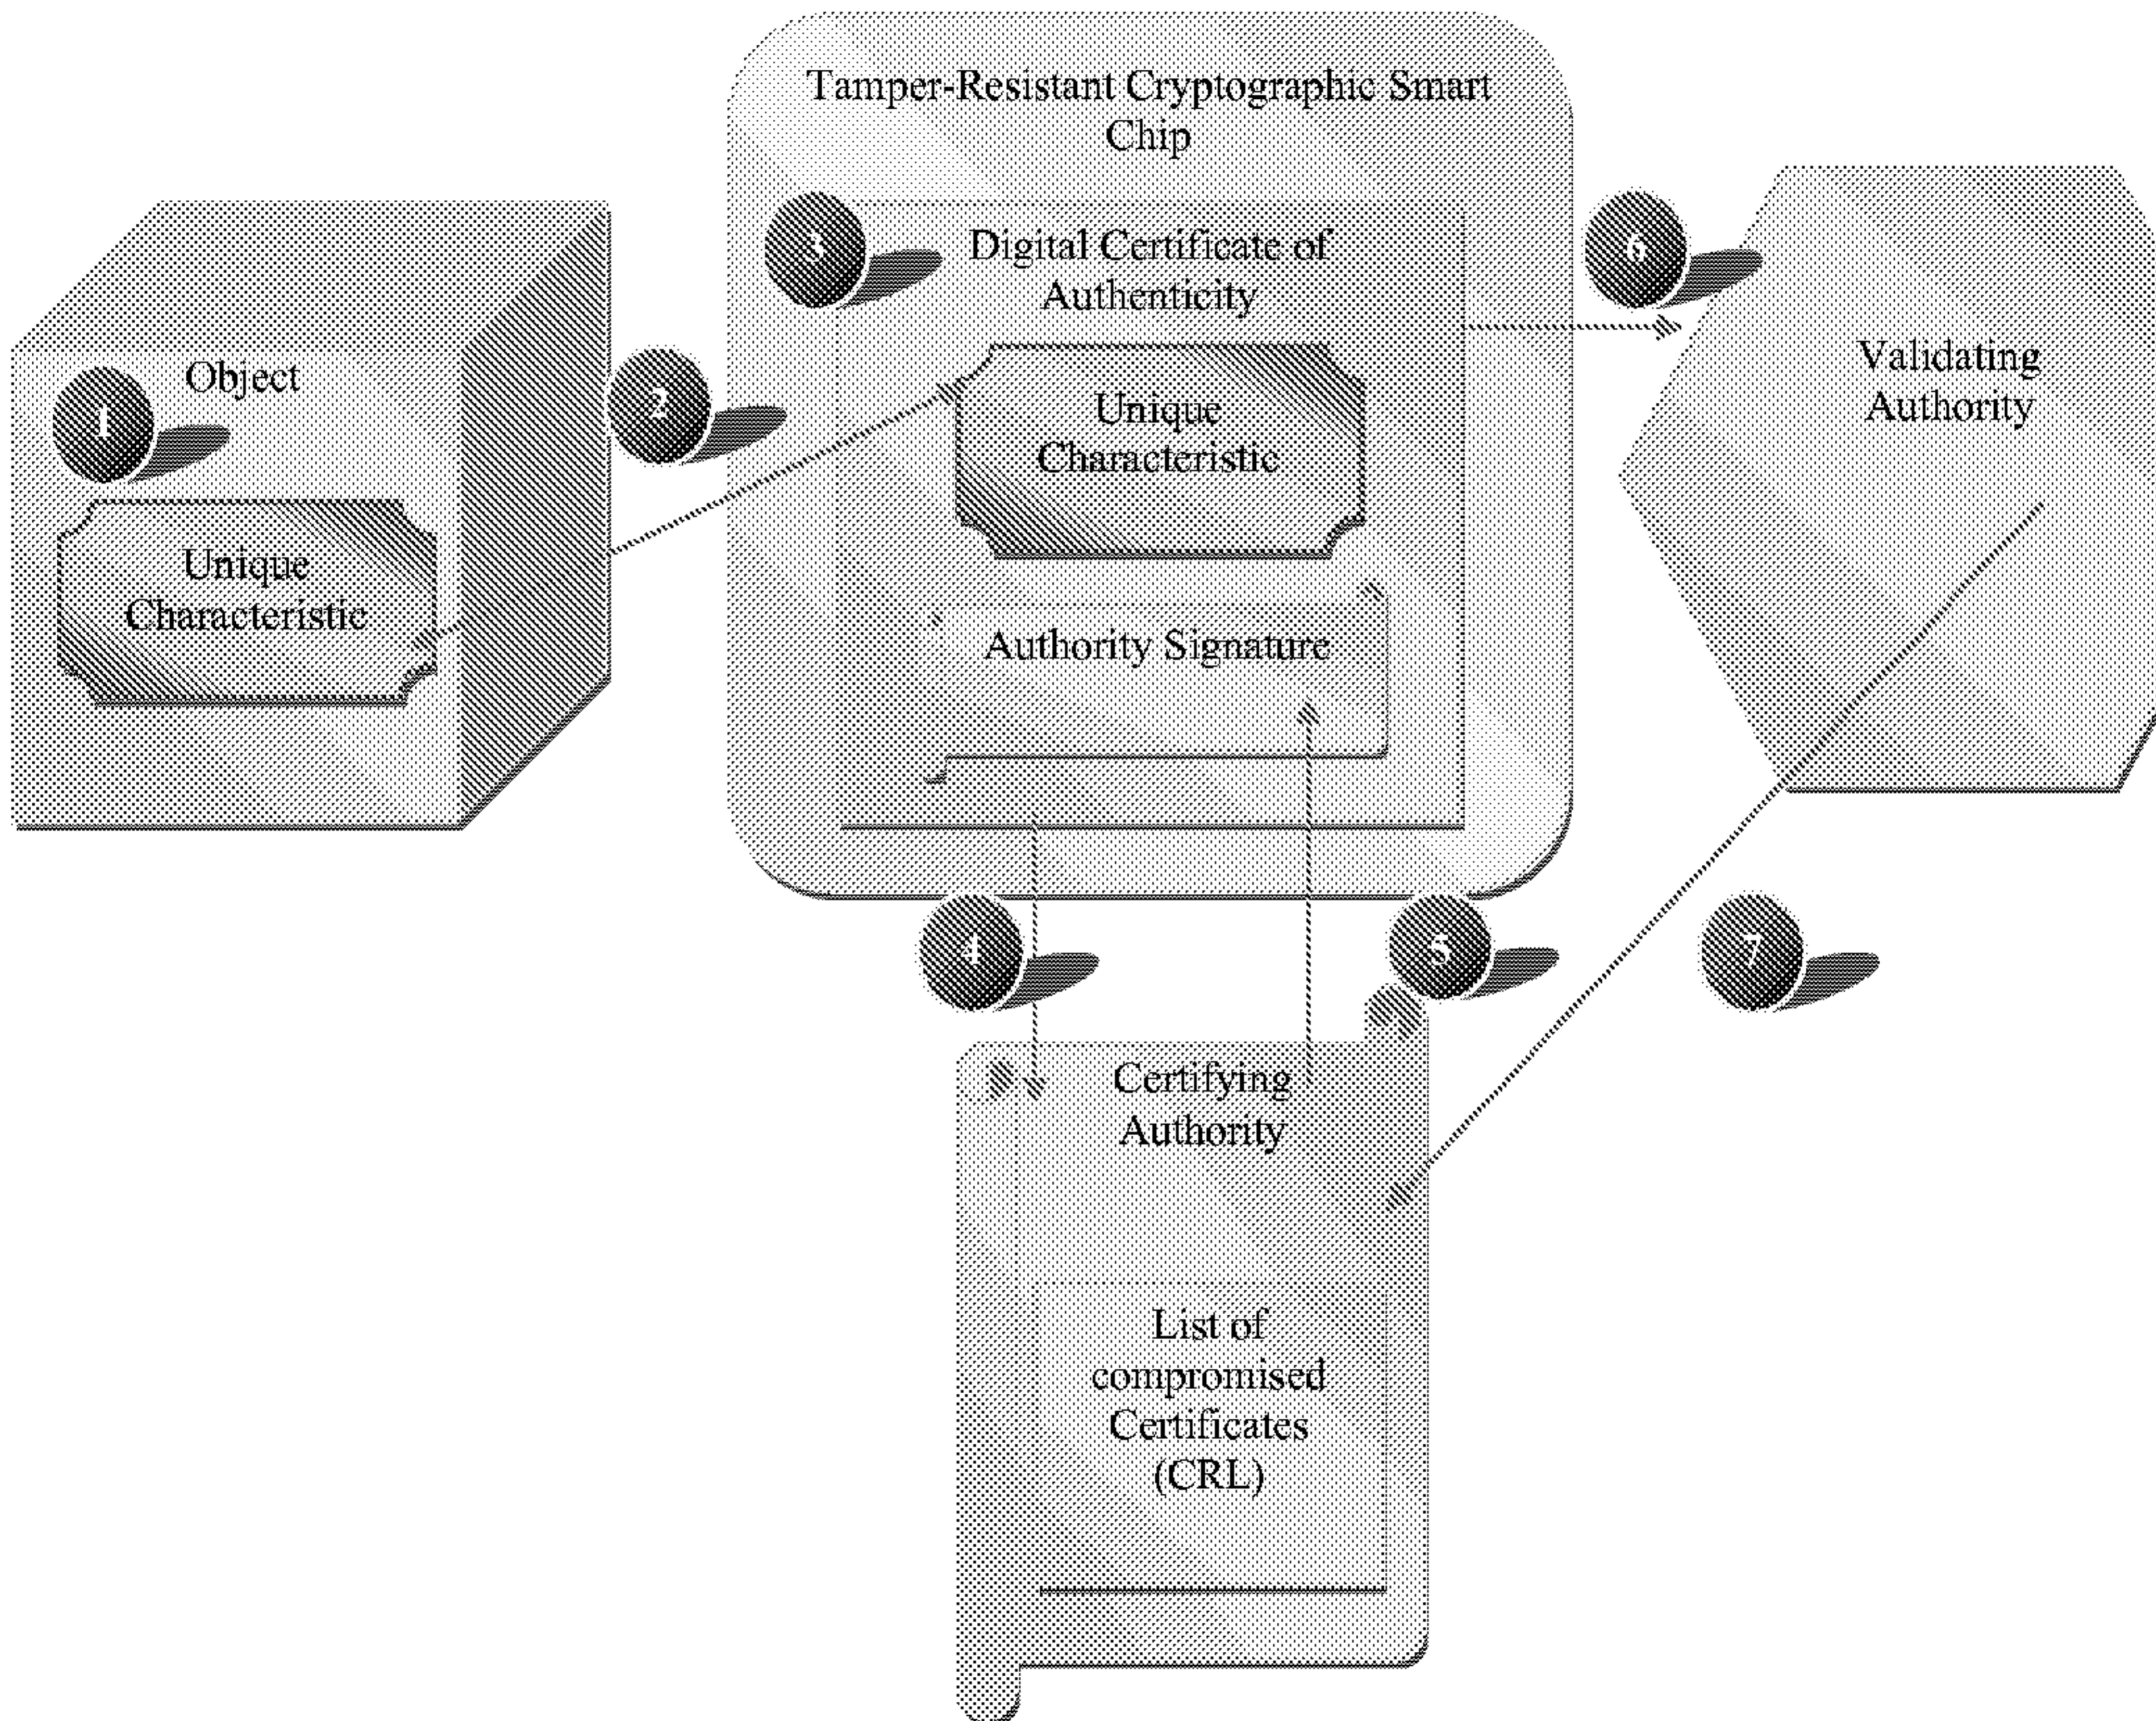 Tamper-Resistant Cryptographic Smart
Chip
3
Digital Certificate of
Authenticity
6
Object
1
2
Unique
Characteristic
Validating
Authority
Unique
Characteristic
Authority Signature
4
5
7
Certifying
Authority
List of
compromised
Certificates
(CRL)